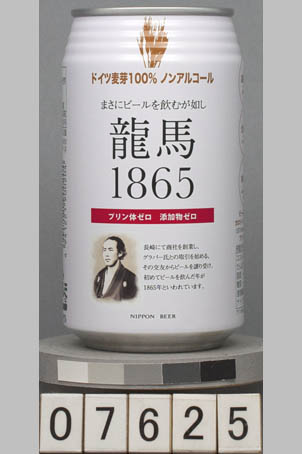 ドイツ麦芽100% ノンアルコール
まさにビールを飲むが如し
龍馬
1865
プリン体ゼロ 添加物ゼロ
長崎にて商社を創業し、
グラバー氏との取引を始める。
その交友からビールを譲り受け、
初めてビールを飲んだ年が
1865年といわれています。
NIPPON BEER
07625